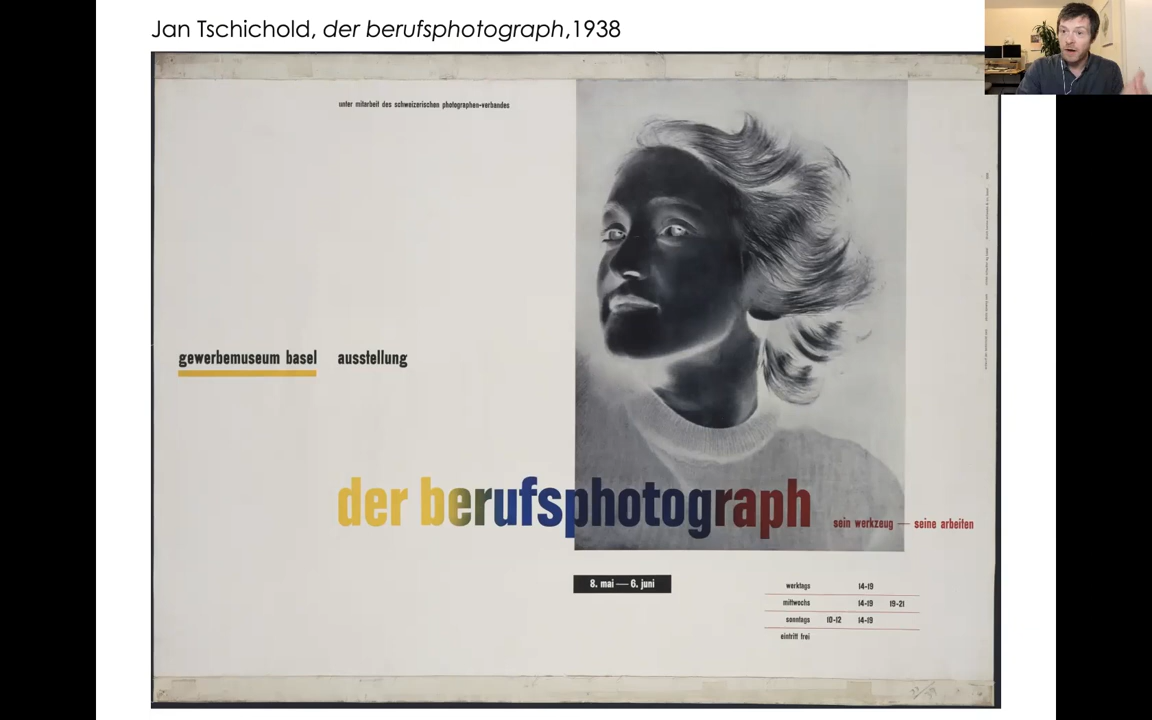 Jan Tschichold, der berufsphotograph,1938
unter mitarbeit des schweizerischen photographen-verbandes
gewerbemuseum basel ausstellung
der berufsphotograph
sein werkzeug — seine arbeiten
8. mai — 6. juni
werktags 14-19
mittwochs 14-19 19-21
sonntags 10-12 14-19
eintritt frei